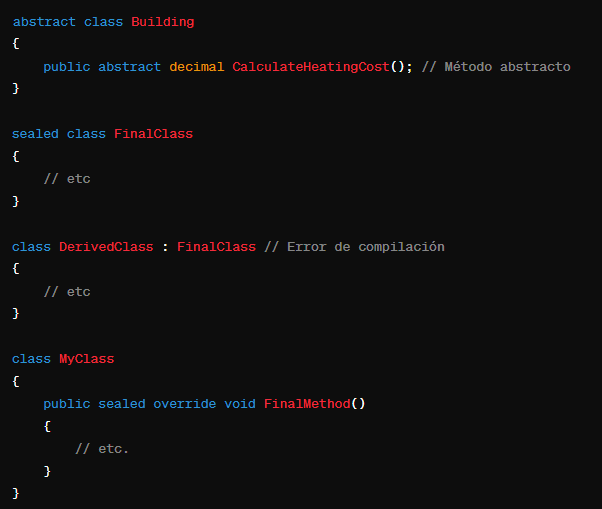 abstract class Building
{
    public abstract decimal CalculateHeatingCost(); // Método abstracto
}

sealed class FinalClass
{
    // etc
}

class DerivedClass : FinalClass // Error de compilación
{
    // etc
}

class MyClass
{
    public sealed override void FinalMethod()
    {
        // etc.
    }
}